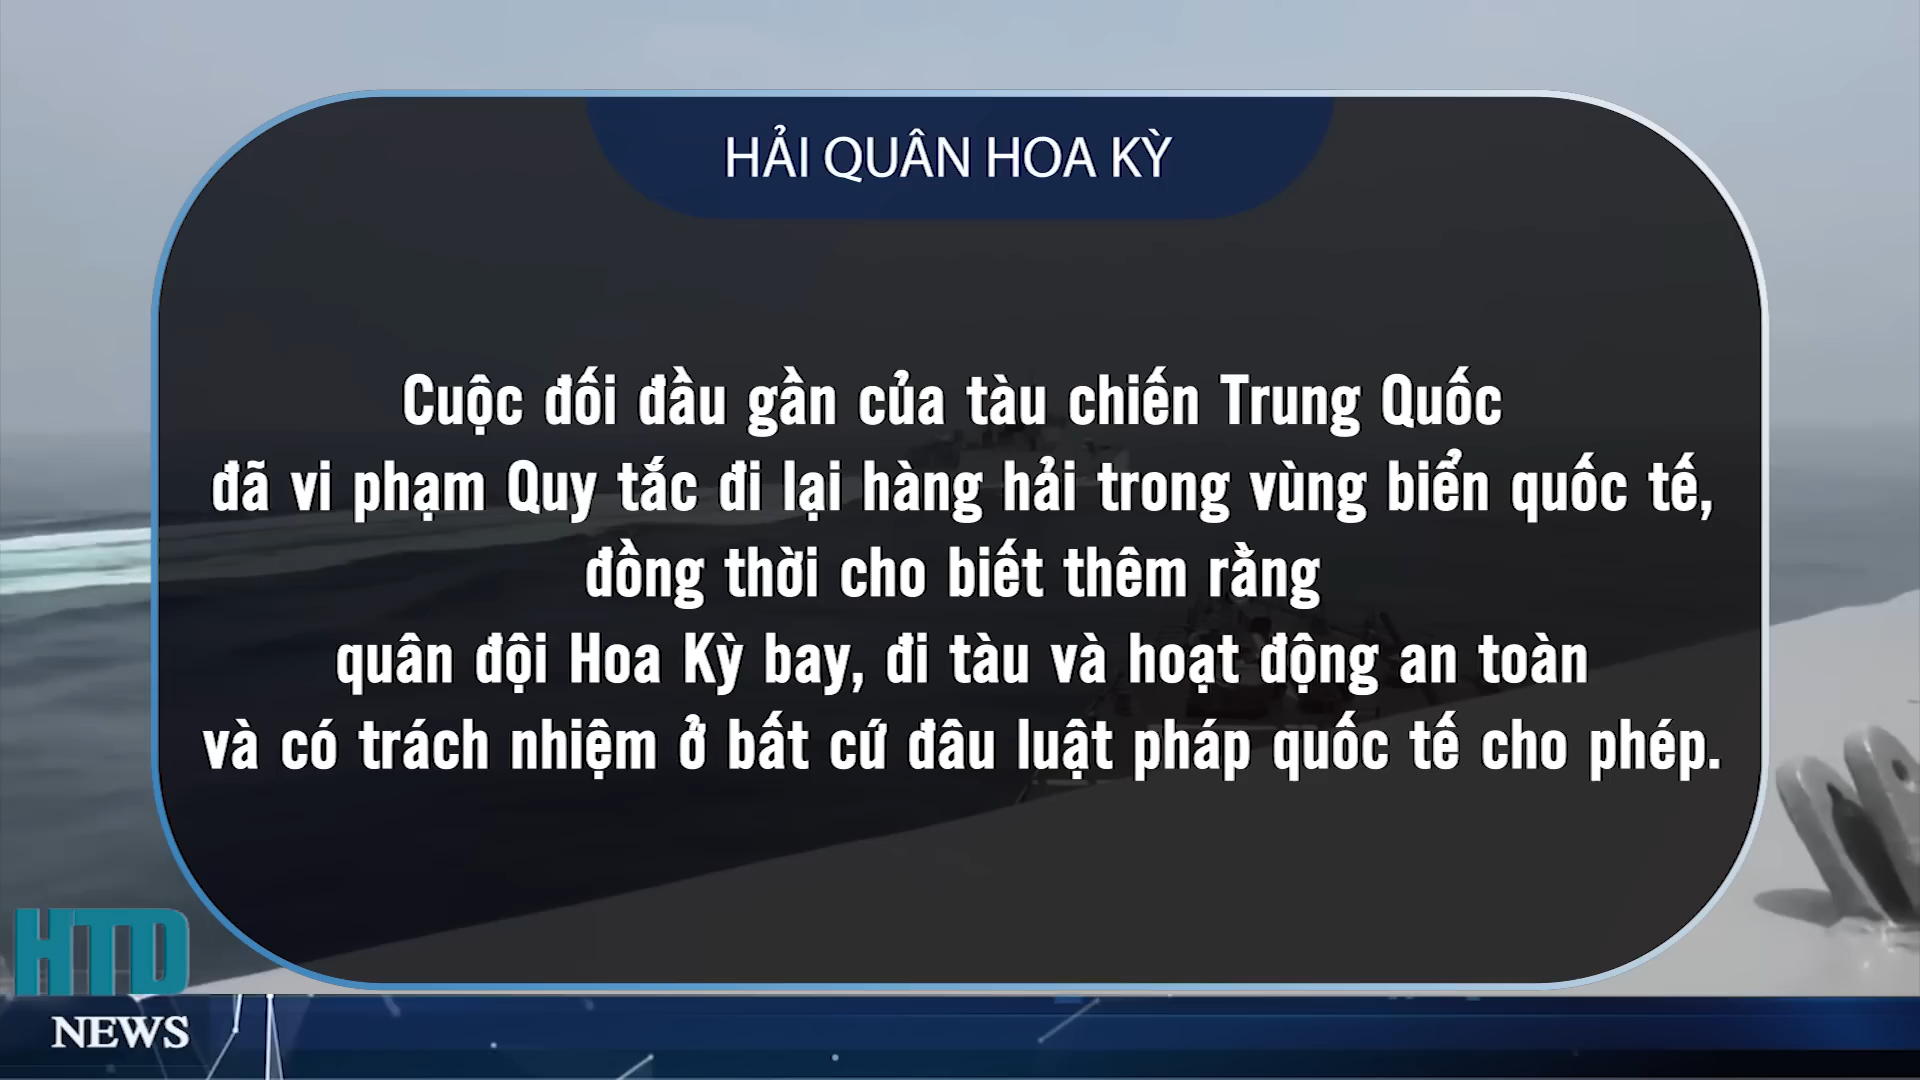 HẢI QUÂN HOA KỲ
Cuộc đối đầu gần của tàu chiến Trung Quốc
đã vi phạm Quy tắc đi lại hàng hải trong vùng biển quốc tế,
đồng thời cho biết thêm rằng
quân đội Hoa Kỳ bay, đi tàu và hoạt động an toàn
và có trách nhiệm ở bất cứ đâu luật pháp quốc tế cho phép.
HTD
NEWS